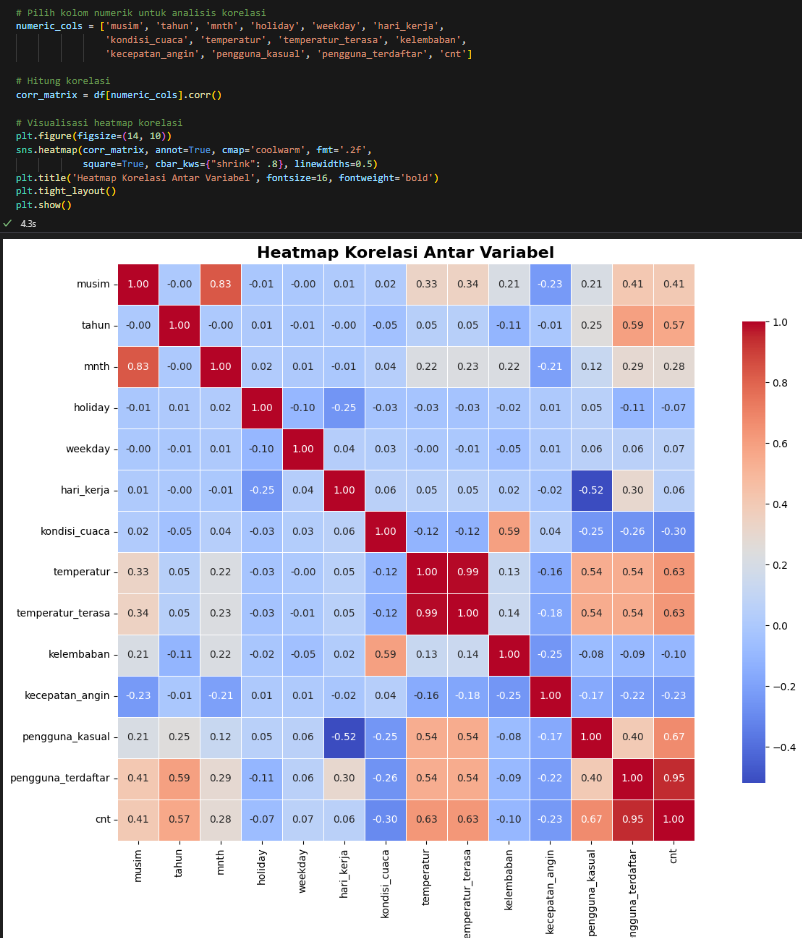 # Pilih kolom numerik untuk analisis korelasi
numeric_cols = ['musim', 'tahun', 'mnth', 'holiday', 'weekday', 'hari_kerja',
'kondisi_cuaca', 'temperatur', 'temperatur_terasa', 'kelembaban',
'kecepatan_angin', 'pengguna_kasual', 'pengguna_terdaftar', 'cnt']
# Hitung korelasi
corr_matrix = df[numeric_cols].corr()
# Visualisasi heatmap korelasi
plt.figure(figsize=(14, 10))
sns.heatmap(corr_matrix, annot=True, cmap='coolwarm', fmt='.2f',
square=True, cbar_kws={"shrink": .8}, linewidths=0.5)
plt.title('Heatmap Korelasi Antar Variabel', fontsize=16, fontweight='bold')
plt.tight_layout()
plt.show()
4.3s
Heatmap Korelasi Antar Variabel
musim 1.00 -0.00 0.83 -0.01 -0.00 0.01 0.02 0.33 0.34 0.21 -0.23 0.21 0.41 0.41
tahun -0.00 1.00 -0.00 0.01 -0.01 -0.00 -0.05 0.05 0.05 -0.11 -0.01 0.25 0.59 0.57
mnth 0.83 -0.00 1.00 0.02 0.01 -0.01 0.04 0.22 0.23 0.22 -0.21 0.12 0.29 0.28
holiday -0.01 0.01 0.02 1.00 -0.10 -0.25 -0.03 -0.03 -0.03 -0.02 0.01 0.05 -0.11 -0.07
weekday -0.00 -0.01 0.01 -0.10 1.00 0.04 0.03 -0.00 -0.01 -0.05 0.01 0.06 0.06 0.07
hari_kerja 0.01 -0.00 -0.01 -0.25 0.04 1.00 0.06 0.05 0.05 0.02 -0.02 -0.52 0.30 0.06
kondisi_cuaca 0.02 -0.05 0.04 -0.03 0.03 0.06 1.00 -0.12 -0.12 0.59 0.04 -0.25 -0.26 -0.30
temperatur 0.33 0.05 0.22 -0.03 -0.00 0.05 -0.12 1.00 0.99 0.13 -0.16 0.54 0.54 0.63
temperatur_terasa 0.34 0.05 0.23 -0.03 -0.01 0.05 -0.12 0.99 1.00 0.14 -0.18 0.54 0.54 0.63
kelembaban 0.21 -0.11 0.22 -0.02 -0.05 0.02 0.59 0.13 0.14 1.00 -0.25 -0.08 -0.09 -0.10
kecepatan_angin -0.23 -0.01 -0.21 0.01 0.01 -0.02 0.04 -0.16 -0.18 -0.25 1.00 -0.17 -0.22 -0.23
pengguna_kasual 0.21 0.25 0.12 0.05 0.06 -0.52 -0.25 0.54 0.54 -0.08 -0.17 1.00 0.40 0.67
pengguna_terdaftar 0.41 0.59 0.29 -0.11 0.06 0.30 -0.26 0.54 0.54 -0.09 -0.22 0.40 1.00 0.95
cnt 0.41 0.57 0.28 -0.07 0.07 0.06 -0.30 0.63 0.63 -0.10 -0.23 0.67 0.95 1.00
musim tahun mnth holiday weekday hari_kerja kondisi_cuaca temperatur emperatur_terasa kelembaban kecepatan_angin pengguna_kasual ngguna_terdaftar cnt
1.0
0.8
0.6
0.4
0.2
0.0
−0.2
−0.4